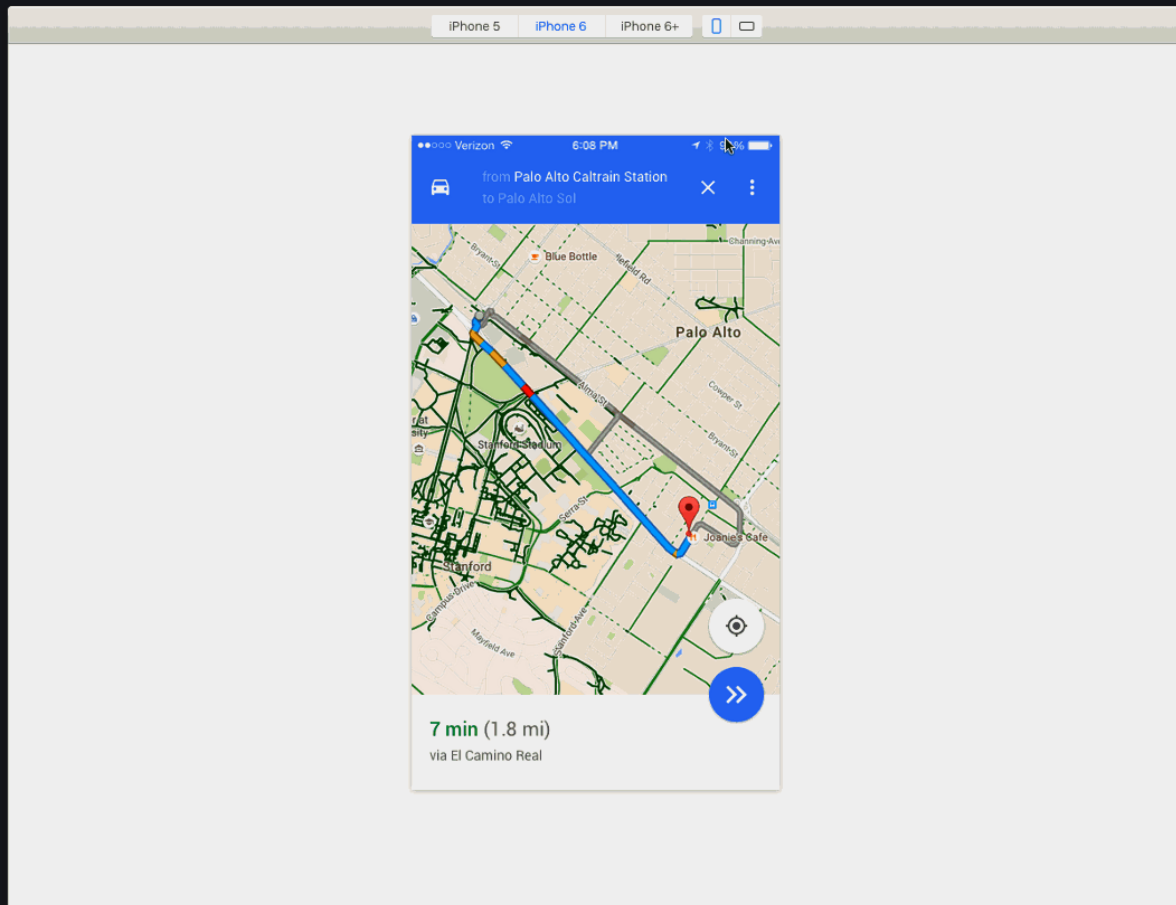 iPhone 5 iPhone 6 iPhone 6+
Verizon 6:08 PM
from Palo Alto Caltrain Station
to Palo Alto Sol
Channing Ave
Bryant St
Blue Bottle
Palo Alto
Alma St
Cowper St
Bryant St
Stanford Stadium
Serra St
Joanie's Cafe
Stanford
Campus Drive
Stanford Ave
Mayfield Ave
7 min (1.8 mi)
via El Camino Real